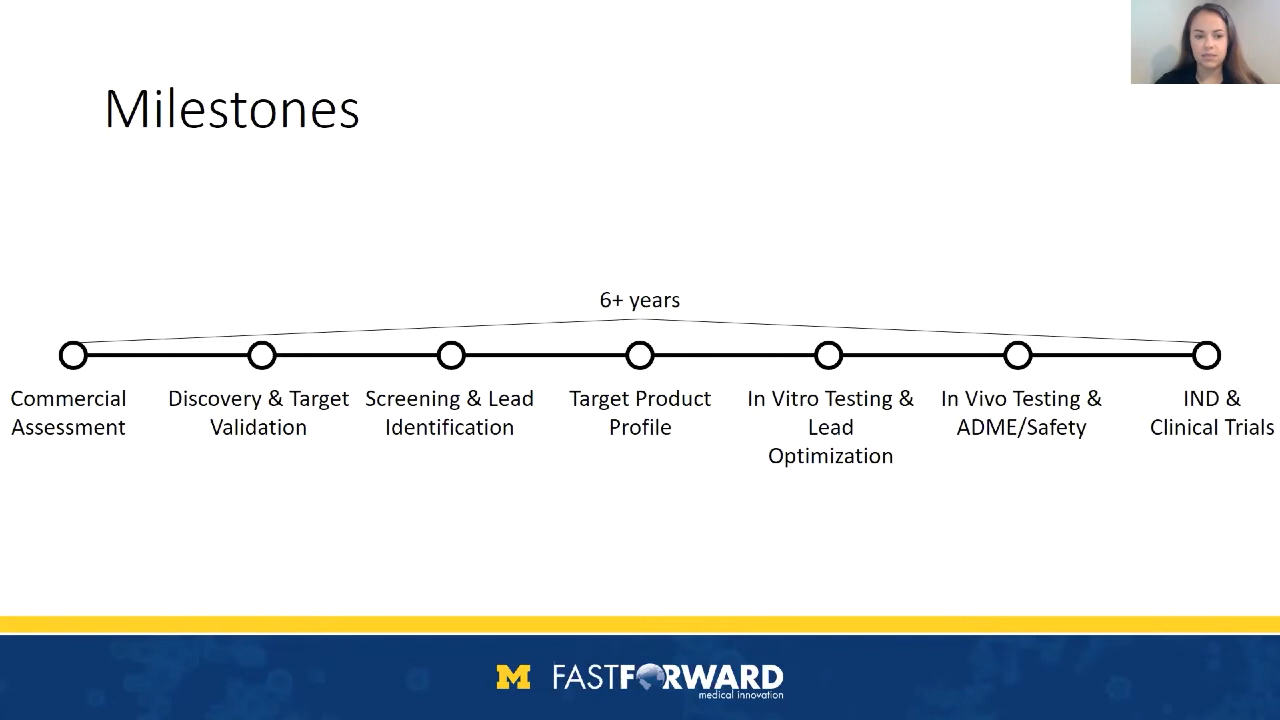 Milestones
6+ years
Commercial
Assessment
Discovery & Target
Validation
Screening & Lead
Identification
Target Product
Profile
In Vitro Testing &
Lead
Optimization
In Vivo Testing &
ADME/Safety
IND &
Clinical Trials
M FASTFORWARD
medical innovation